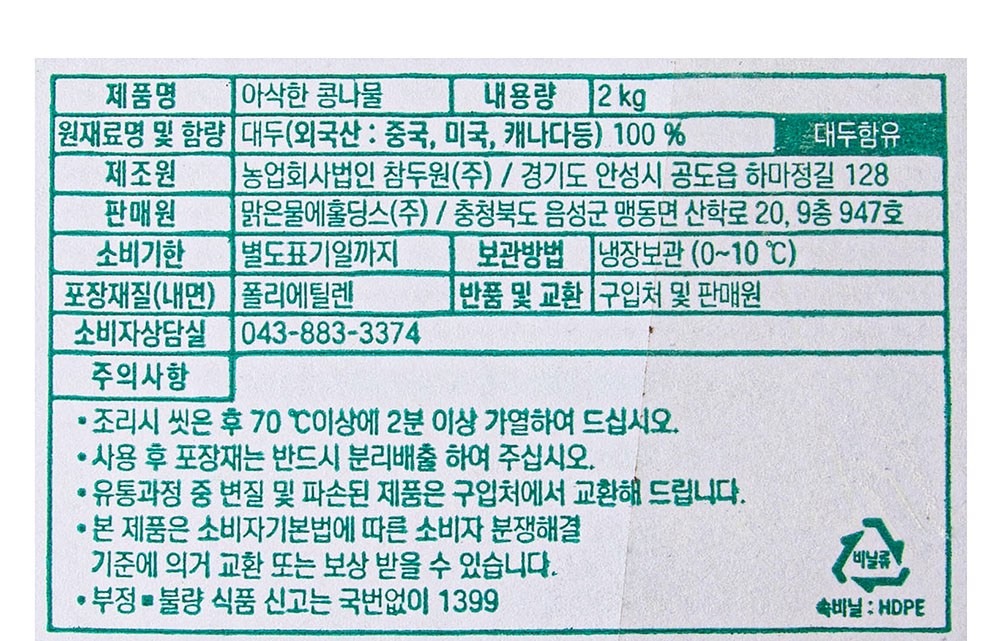 제품명 아삭한 콩나물 내용량 2 kg
원재료명 및 함량 대두(외국산 : 중국, 미국, 캐나다등) 100 % 대두함유
제조원 농업회사법인 참두원(주) / 경기도 안성시 공도읍 하마정길 128
판매원 맑은물에홀딩스(주) / 충청북도 음성군 맹동면 산학로 20, 9층 947호
소비기한 별도표기일까지 보관방법 냉장보관 (0~10 ℃)
포장재질(내면) 폴리에틸렌 반품 및 교환 구입처 및 판매원
소비자상담실 043-883-3374
주의사항
• 조리시 씻은 후 70 ℃이상에 2분 이상 가열하여 드십시오.
• 사용 후 포장재는 반드시 분리배출 하여 주십시오.
• 유통과정 중 변질 및 파손된 제품은 구입처에서 교환해 드립니다.
• 본 제품은 소비자기본법에 따른 소비자 분쟁해결
기준에 의거 교환 또는 보상 받을 수 있습니다.
• 부정■불량 식품 신고는 국번없이 1399
비닐류
속비닐 : HDPE